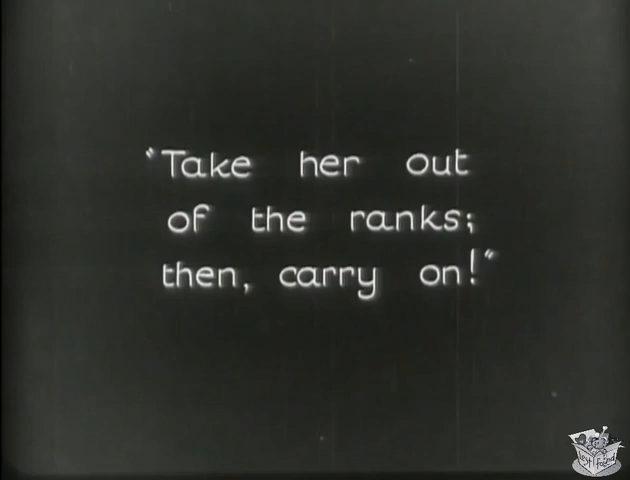 "Take her out
of the ranks;
then, carry on!"